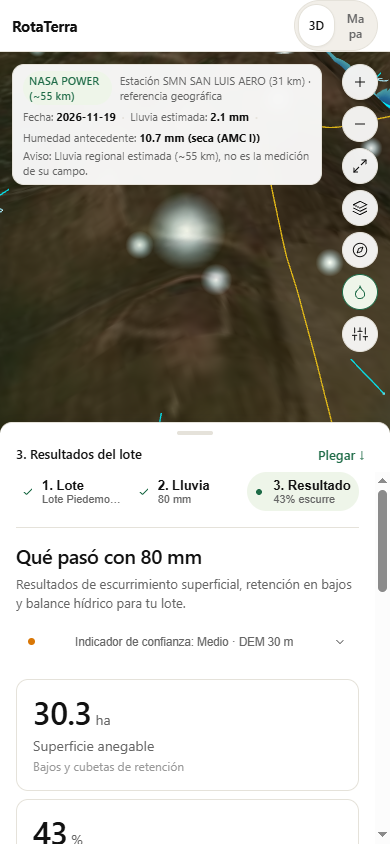 RotaTerra
3D
Ma
pa
NASA POWER
(~55 km)
Estación SMN SAN LUIS AERO (31 km) ·
referencia geográfica
Fecha: 2026-11-19 · Lluvia estimada: 2.1 mm ·
Humedad antecedente: 10.7 mm (seca (AMC I))
Aviso: Lluvia regional estimada (~55 km), no es la medición
de su campo.
3. Resultados del lote
Plegar ↓
1. Lote
Lote Piedemo...
2. Lluvia
80 mm
3. Resultado
43% escurre
Qué pasó con 80 mm
Resultados de escurrimiento superficial, retención en bajos
y balance hídrico para tu lote.
Indicador de confianza: Medio · DEM 30 m
30.3 ha
Superficie anegable
Bajos y cubetas de retención
43 %